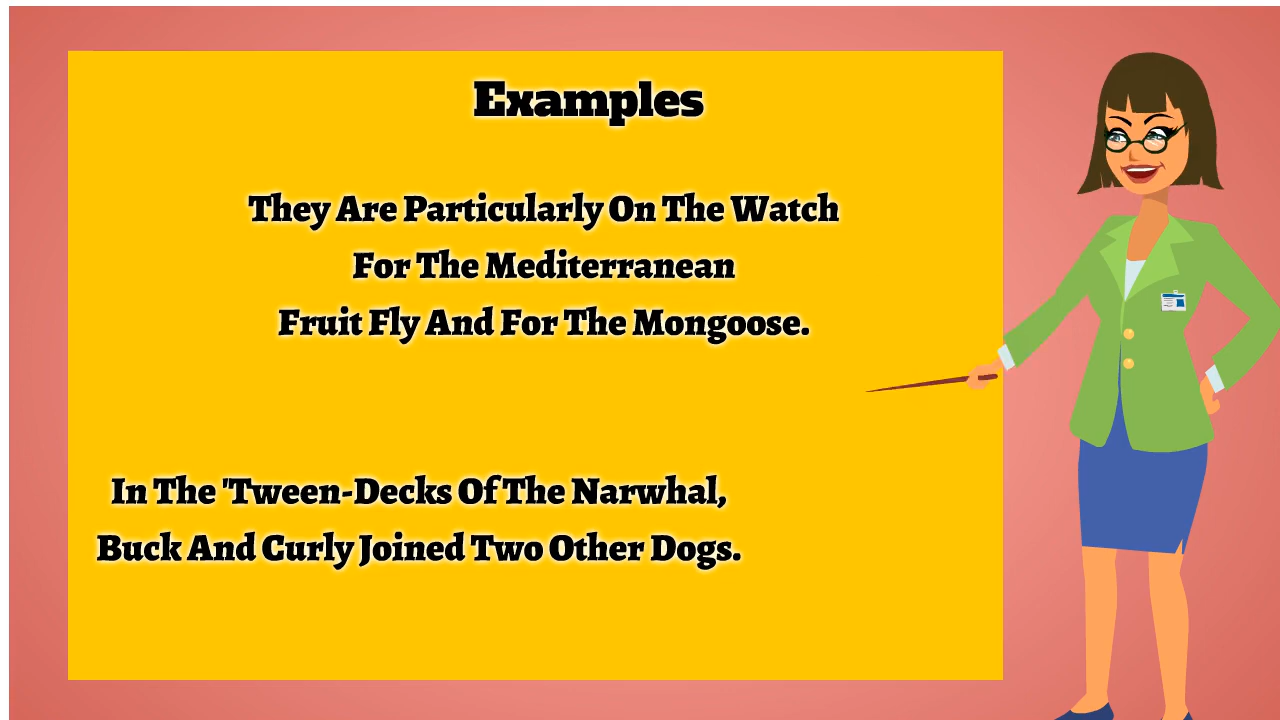 Examples
They Are Particularly On The Watch
For The Mediterranean
Fruit Fly And For The Mongoose.
In The 'Tween-Decks Of The Narwhal,
Buck And Curly Joined Two Other Dogs.